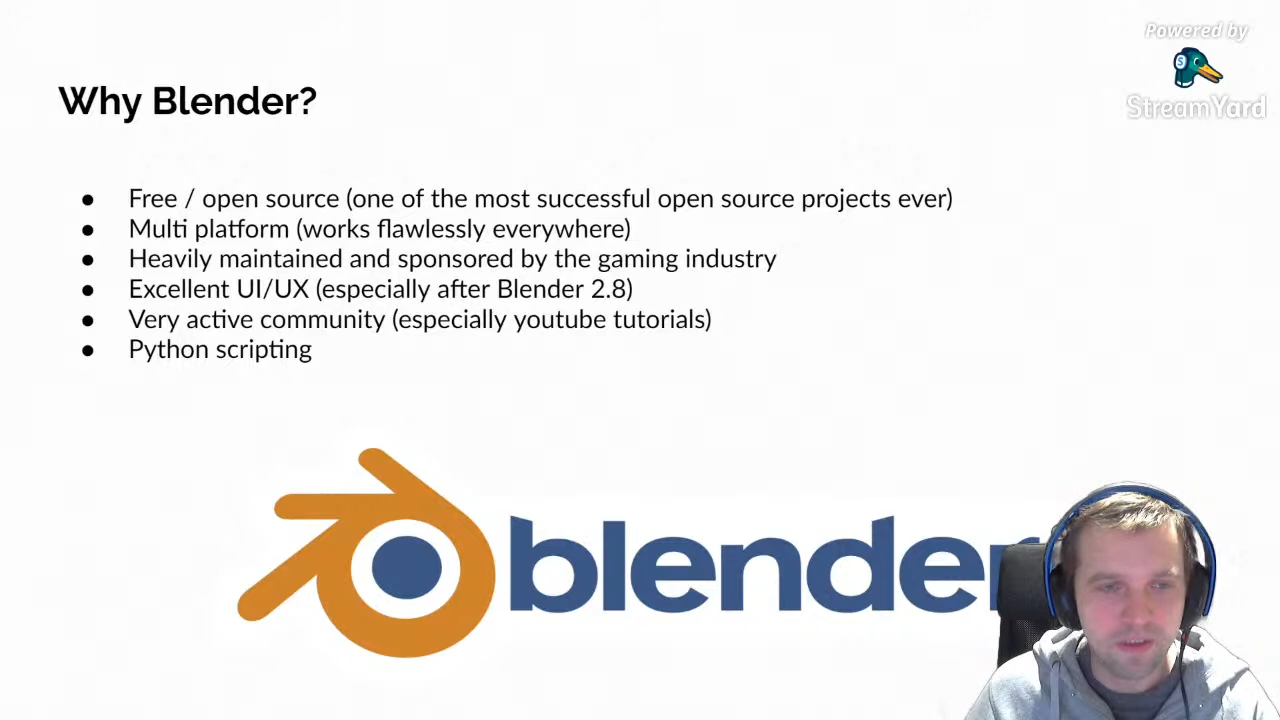 Powered by
S
StreamYard
Why Blender?
● Free / open source (one of the most successful open source projects ever)
● Multi platform (works flawlessly everywhere)
● Heavily maintained and sponsored by the gaming industry
● Excellent UI/UX (especially after Blender 2.8)
● Very active community (especially youtube tutorials)
● Python scripting
blender